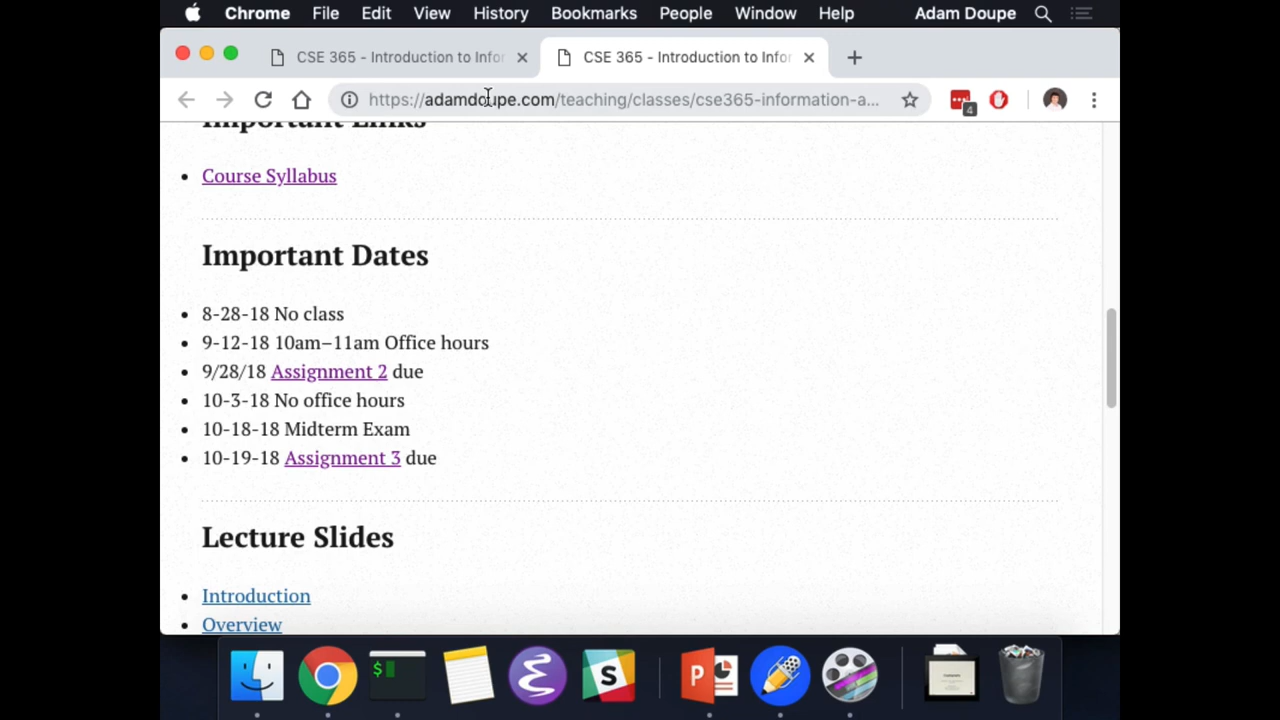 Chrome File Edit View History Bookmarks People Window Help Adam Doupe
CSE 365 - Introduction to Infor CSE 365 - Introduction to Infor
https://adamdoupe.com/teaching/classes/cse365-information-a... 4
Important Links
Course Syllabus
Important Dates
8-28-18 No class
9-12-18 10am–11am Office hours
9/28/18 Assignment 2 due
10-3-18 No office hours
10-18-18 Midterm Exam
10-19-18 Assignment 3 due
Lecture Slides
Introduction
Overview
$ S P